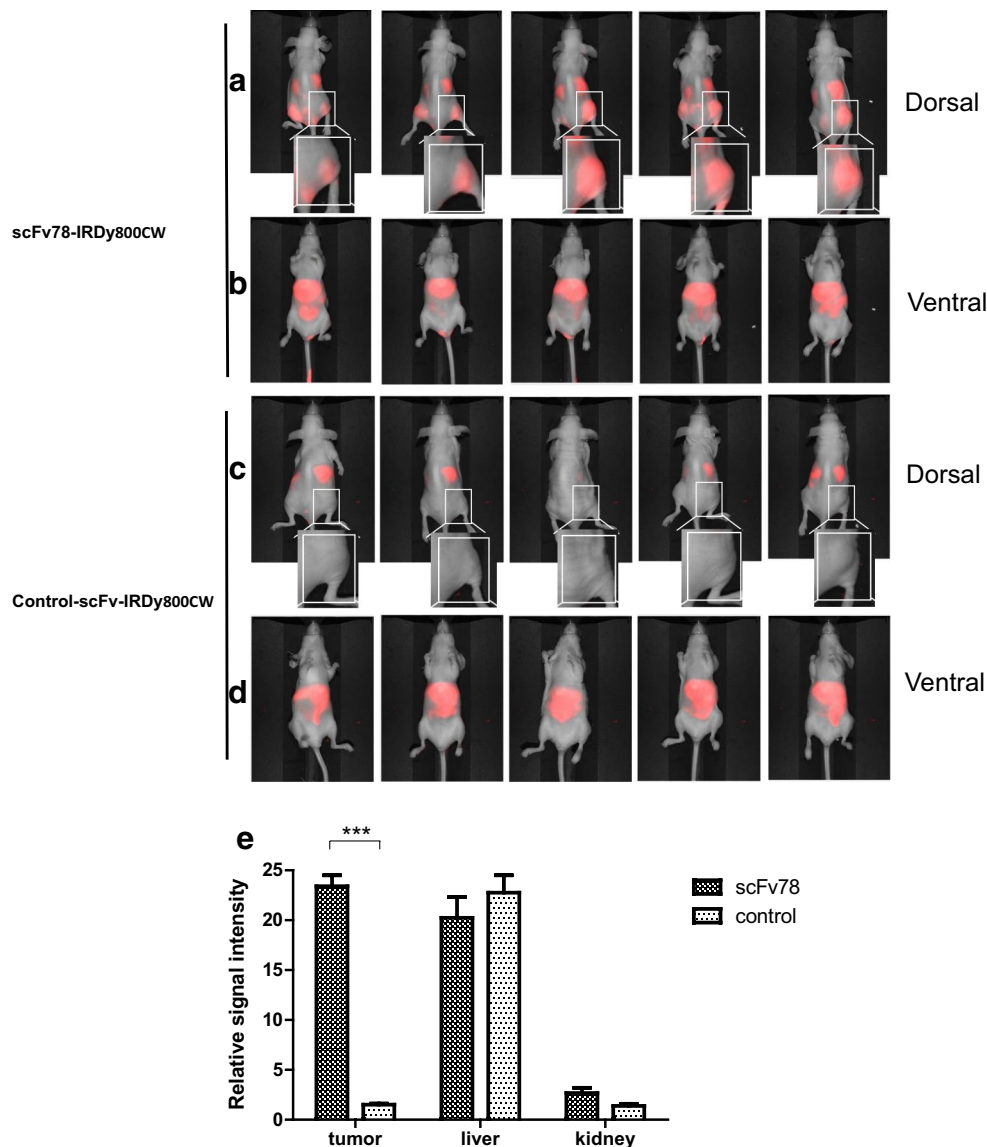 a
Dorsal
scFv78-IRDy800CW
b
Ventral
c
Dorsal
Control-scFv-IRDy800CW
d
Ventral
e
***
Relative signal intensity
25
20
15
10
5
0
tumor
liver
kidney
scFv78
control